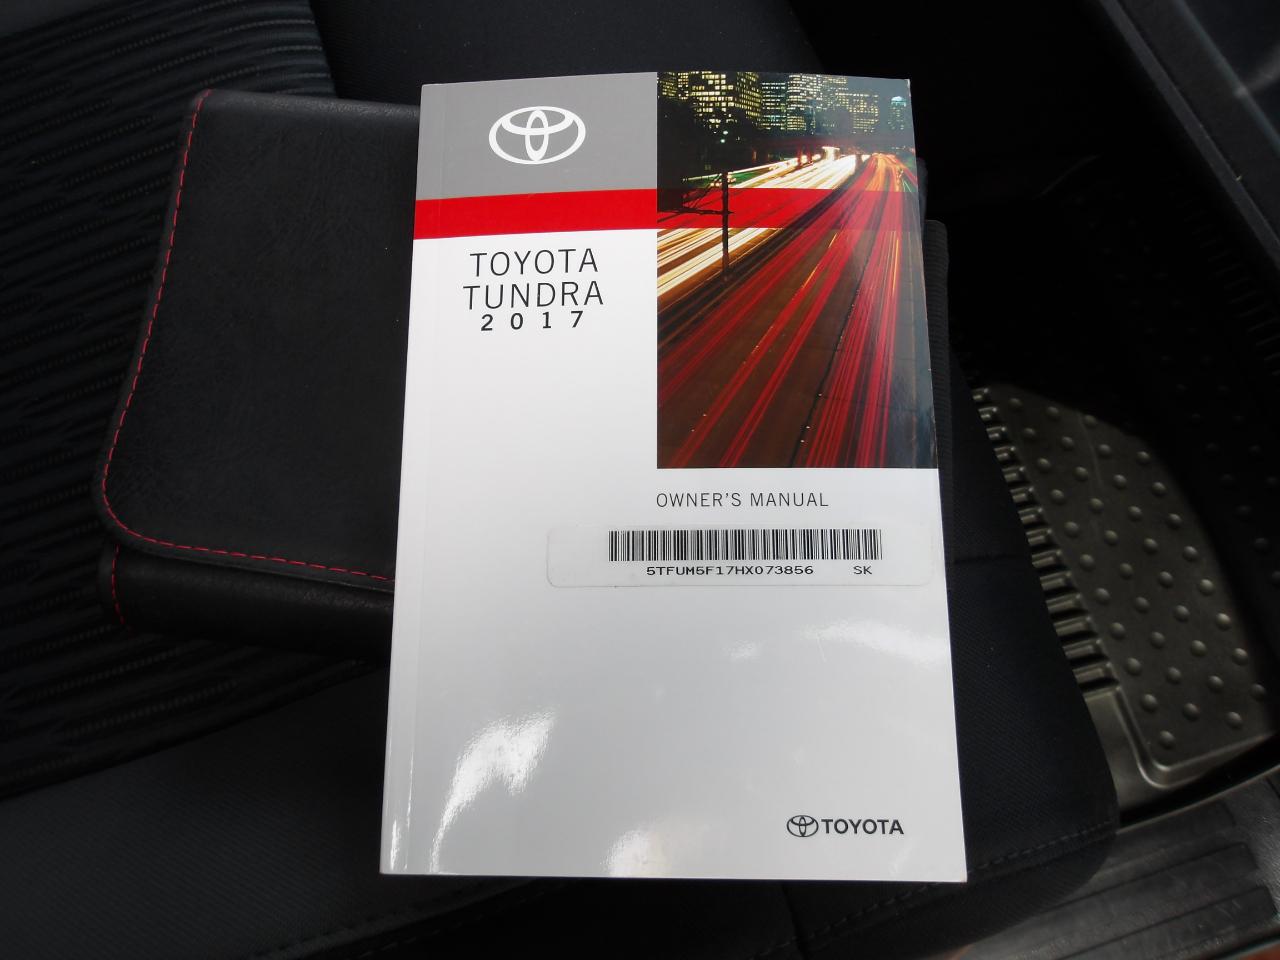 TOYOTA
TUNDRA
2017
OWNER'S MANUAL
5TFUM5F17HX073856 SK
TOYOTA